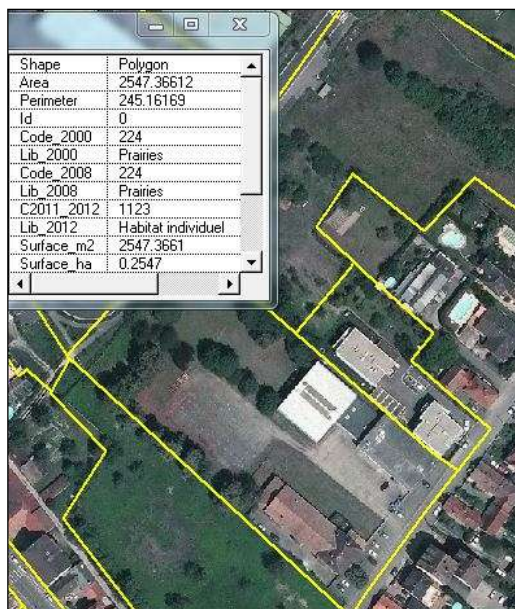 Shape Polygon
Area 2547.36612
Perimeter 245.16169
Id 0
Code_2000 224
Lib_2000 Prairies
Code_2008 224
Lib_2008 Prairies
C2011_2012 1123
Lib_2012 Habitat individuel
Surface_m2 2547.3661
Surface_ha 0.2547